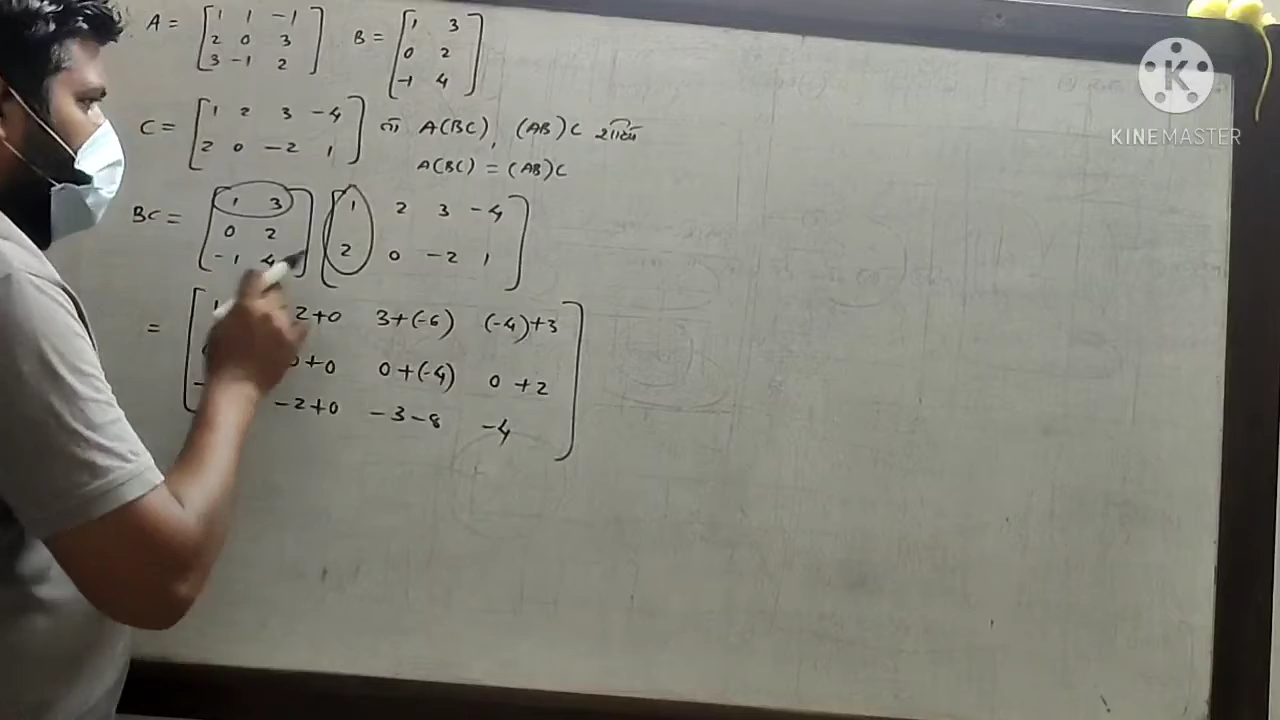 A = [ 1 1 -1
2 0 3
3 -1 2 ] B = [ 1 3
0 2
-1 4 ]
C = [ 1 2 3 -4
2 0 -2 1 ] તો A(BC), (AB)C શોધો
A(BC) = (AB)C
BC = [ 1 3
0 2
-1 4 ] [ 1 2 3 -4
2 0 -2 1 ]
= [ 2+0 3+(-6) (-4)+3
0+0 0+(-4) 0+2
-2+0 -3-8 -4 ]
K
KINEMASTER